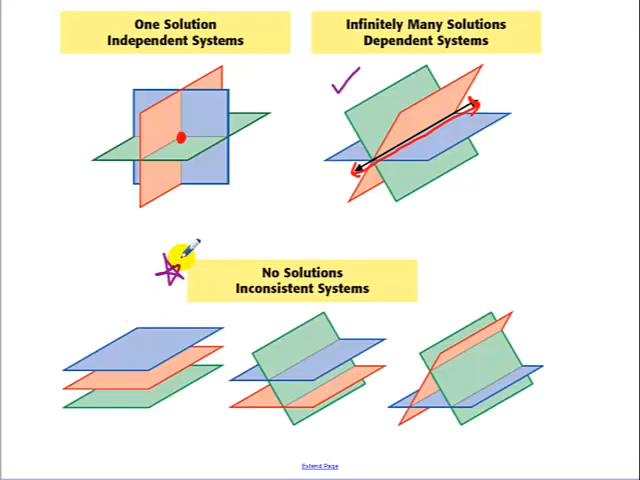 One Solution
Independent Systems
Infinitely Many Solutions
Dependent Systems
No Solutions
Inconsistent Systems
Extend Page